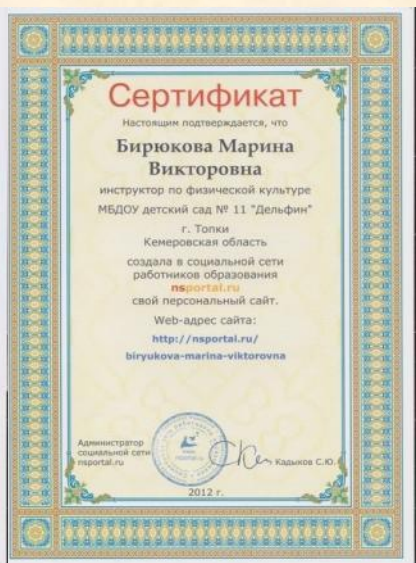 Сертификат
Настоящим подтверждается, что
Бирюкова Марина
Викторовна
инструктор по физической культуре
МБДОУ детский сад № 11 "Дельфин"
г. Топки
Кемеровская область
создала в социальной сети
работников образования
nsportal.ru
свой персональный сайт.
Web-адрес сайта:
http://nsportal.ru/
biryukova-marina-viktorovna
Администратор
социальной сети
nsportal.ru
Кадыков С.Ю.
2012 г.